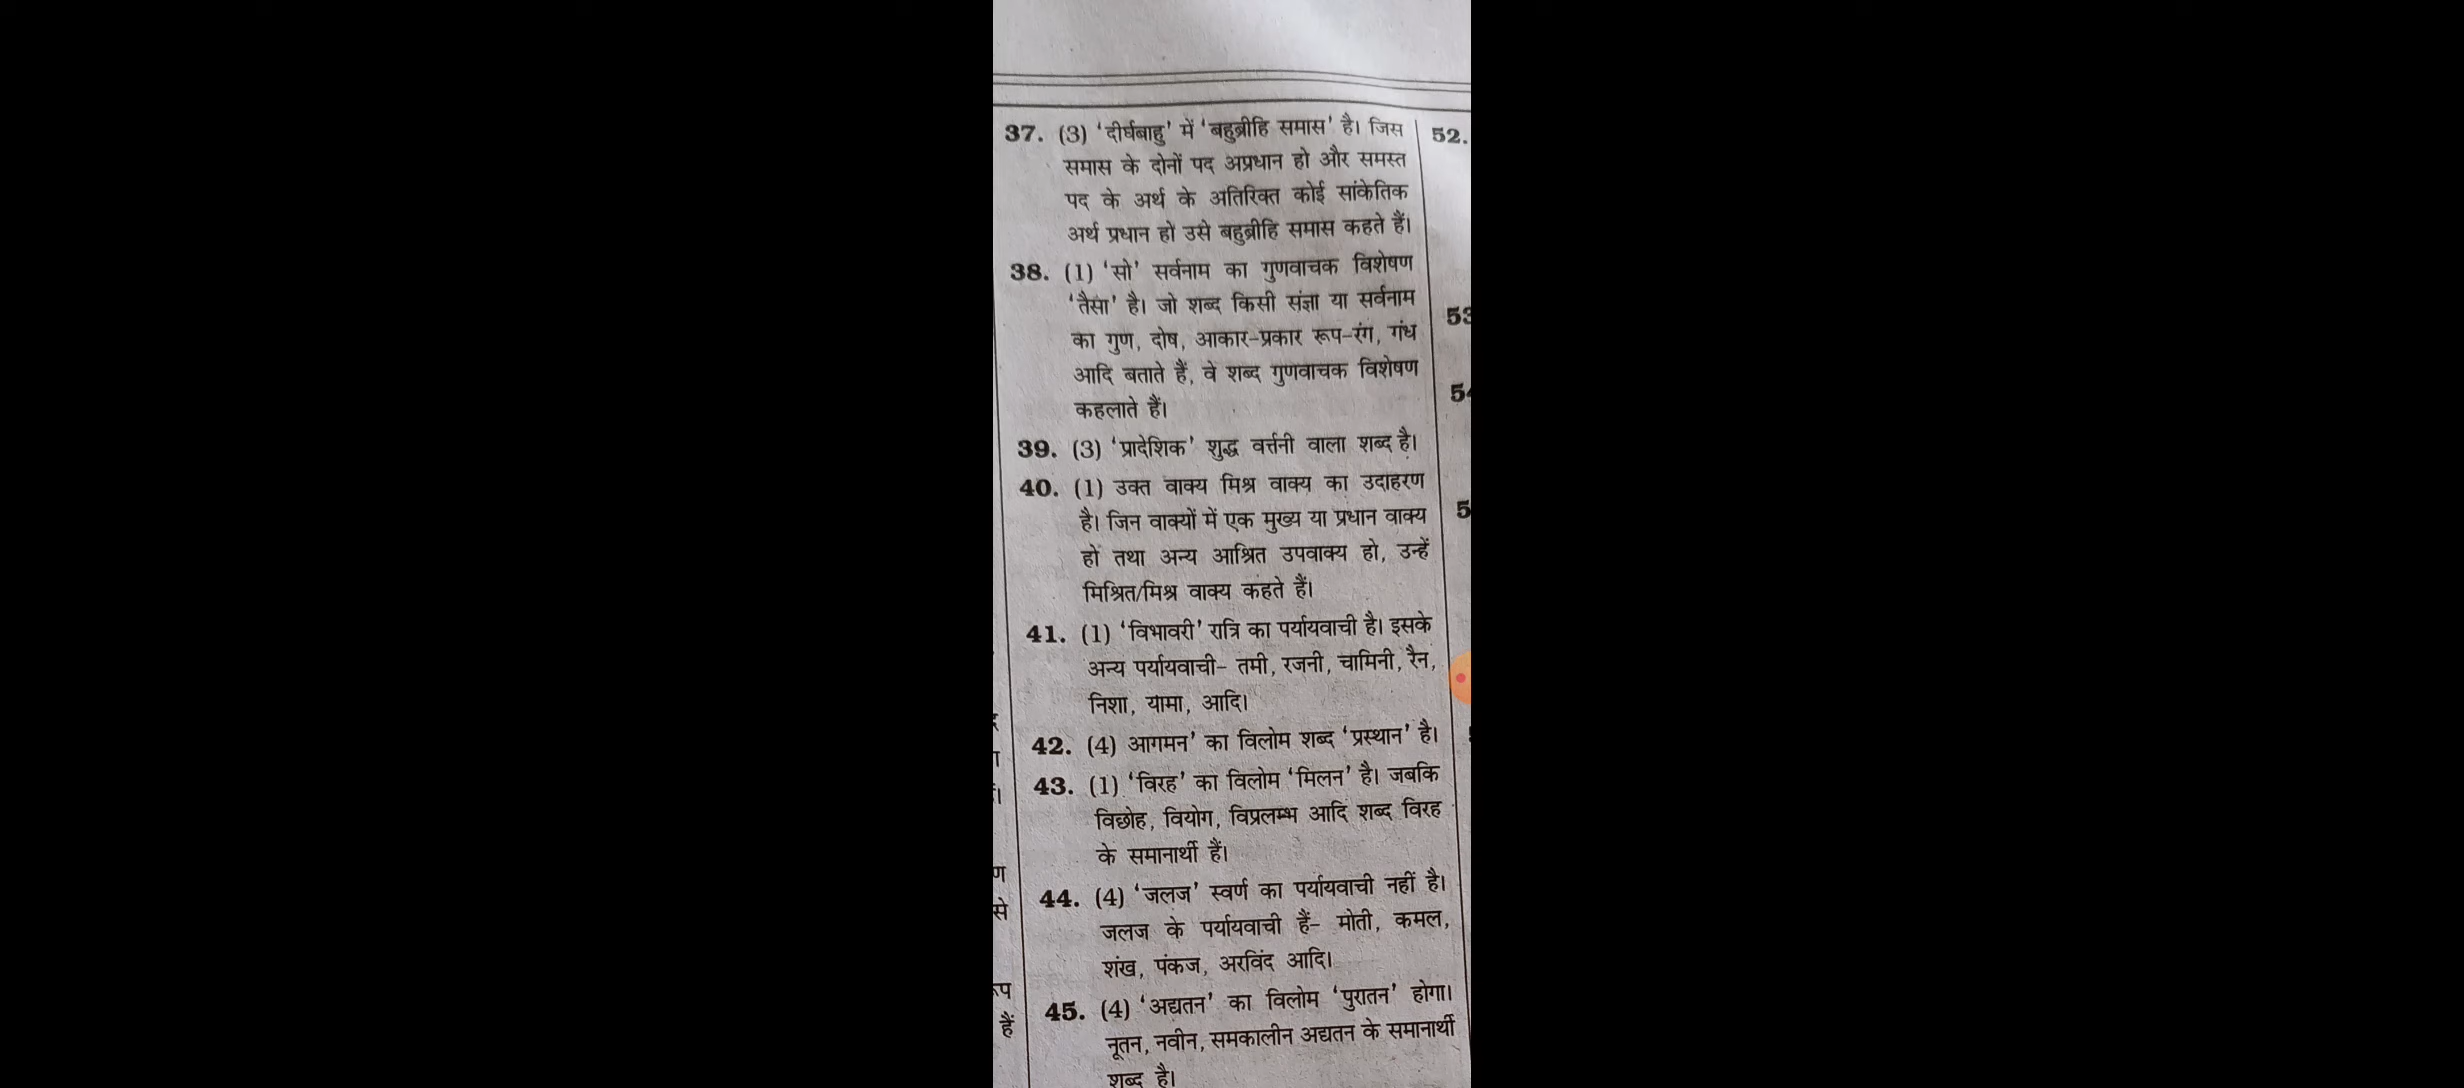 37. (3) 'दीर्घबाहु' में 'बहुब्रीहि समास' है। जिस
समास के दोनों पद अप्रधान हो और समस्त
पद के अर्थ के अतिरिक्त कोई सांकेतिक
अर्थ प्रधान हो उसे बहुब्रीहि समास कहते हैं।
38. (1) 'सो' सर्वनाम का गुणवाचक विशेषण
'तैसा' है। जो शब्द किसी संज्ञा या सर्वनाम
का गुण, दोष, आकार-प्रकार रूप-रंग, गंध
आदि बताते हैं, वे शब्द गुणवाचक विशेषण
कहलाते हैं।
39. (3) 'प्रादेशिक' शुद्ध वर्त्तनी वाला शब्द है।
40. (1) उक्त वाक्य मिश्र वाक्य का उदाहरण
है। जिन वाक्यों में एक मुख्य या प्रधान वाक्य
हो तथा अन्य आश्रित उपवाक्य हो, उन्हें
मिश्रित/मिश्र वाक्य कहते हैं।
41. (1) 'विभावरी' रात्रि का पर्यायवाची है। इसके
अन्य पर्यायवाची- तमी, रजनी, चामिनी, रैन,
निशा, यामा, आदि।
42. (4) आगमन' का विलोम शब्द 'प्रस्थान' है।
43. (1) 'विरह' का विलोम 'मिलन' है। जबकि
विछोह, वियोग, विप्रलम्भ आदि शब्द विरह
के समानार्थी हैं।
44. (4) 'जलज' स्वर्ण का पर्यायवाची नहीं है।
जलज के पर्यायवाची हैं- मोती, कमल,
शंख, पंकज, अरविंद आदि।
45. (4) 'अद्यतन' का विलोम 'पुरातन' होगा।
नूतन, नवीन, समकालीन अद्यतन के समानार्थी
शब्द है।
52.